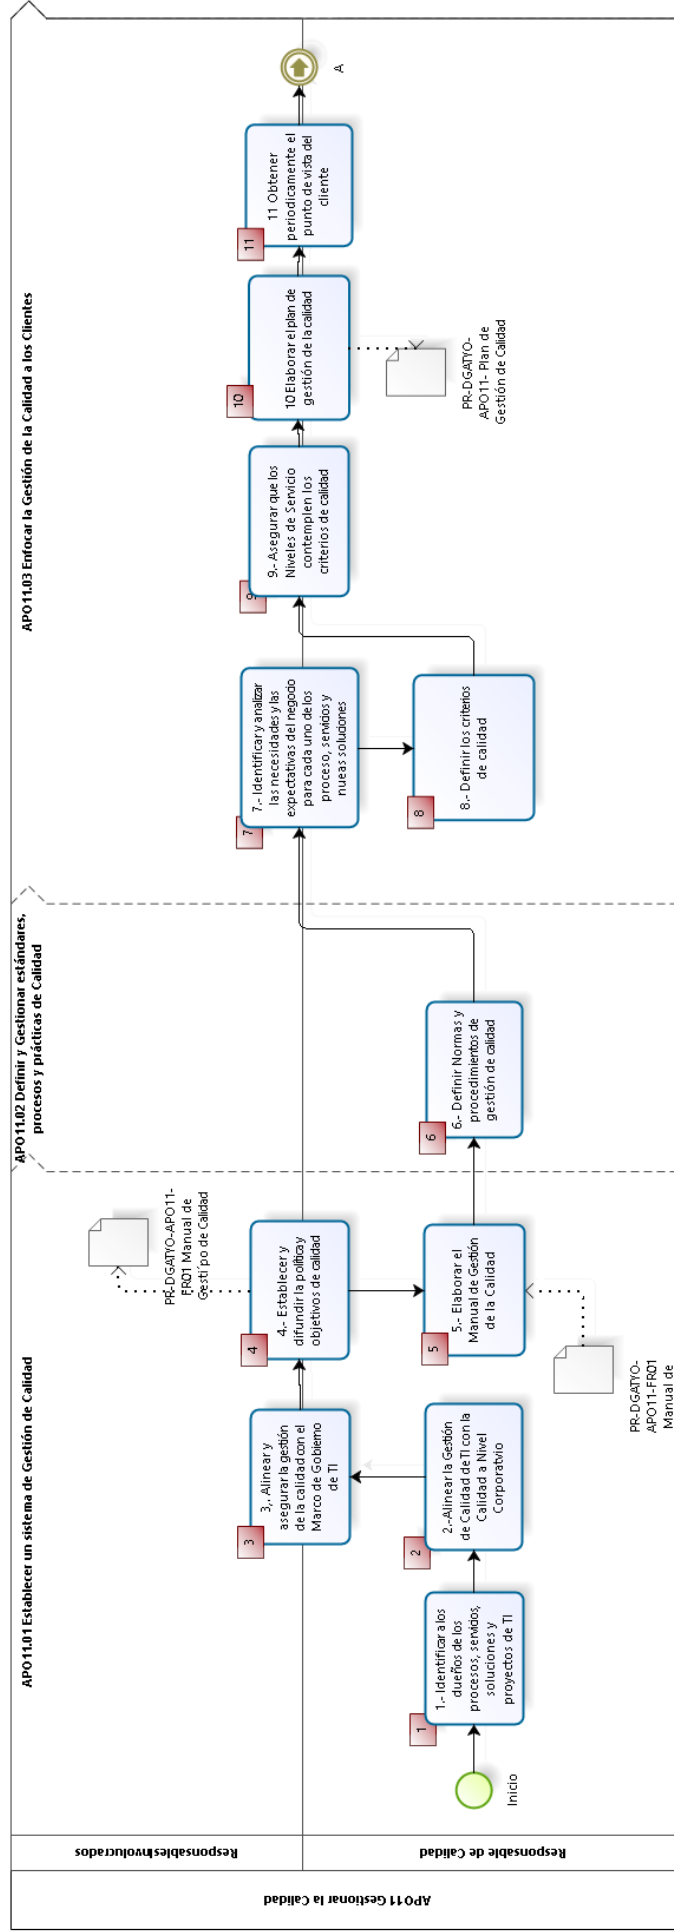 APO11 Gestionar la Calidad
ResponsablesInvolucrados
Responsable de Calidad
APO11.01 Establecer un sistema de Gestión de Calidad
APO11.02 Definir y Gestionar estándares,
procesos y prácticas de Calidad
APO11.03 Enfocar la Gestión de la Calidad a los Clientes
Inicio
1
1.- Identificar a los
dueños de los
procesos, servicios,
soluciones y
proyectos de TI
2
2.-Alinear la Gestión
de Calidad de TI con la
Calidad a Nivel
Corporatvio
3
3,. Alinear y
asegurar la gestión
de la calidad con el
Marco de Gobierno
de TI
4
4.- Establecer y
difundir la politica y
objetivos de calidad
PR-DGATYO-APO11-
FR01 Manual de
Gestí'po de Calidad
5
5.- Elaborar el
Manual de Gestión
de la Calidad
PR-DGATYO-
APO11-FR01
Manual de
6
6.- Definir Normas y
procedimientos de
gestión de calidad
7
7.- Identificar y analizar
las necesidades y las
expectativas del negocio
para cada uno de los
proceso, servicios y
nueas soluciones
8
8.- Definir los criterios
de calidad
9
9.- Asegurar que los
Niveles de Servicio
contemplen los
criterios de calidad
10
10 Elaborar el plan de
gestión de la calidad
PR-DGATYO-
APO11- Plan de
Gestión de Calidad
11
11 Obtener
periodicamente el
punto de vista del
cliente
A